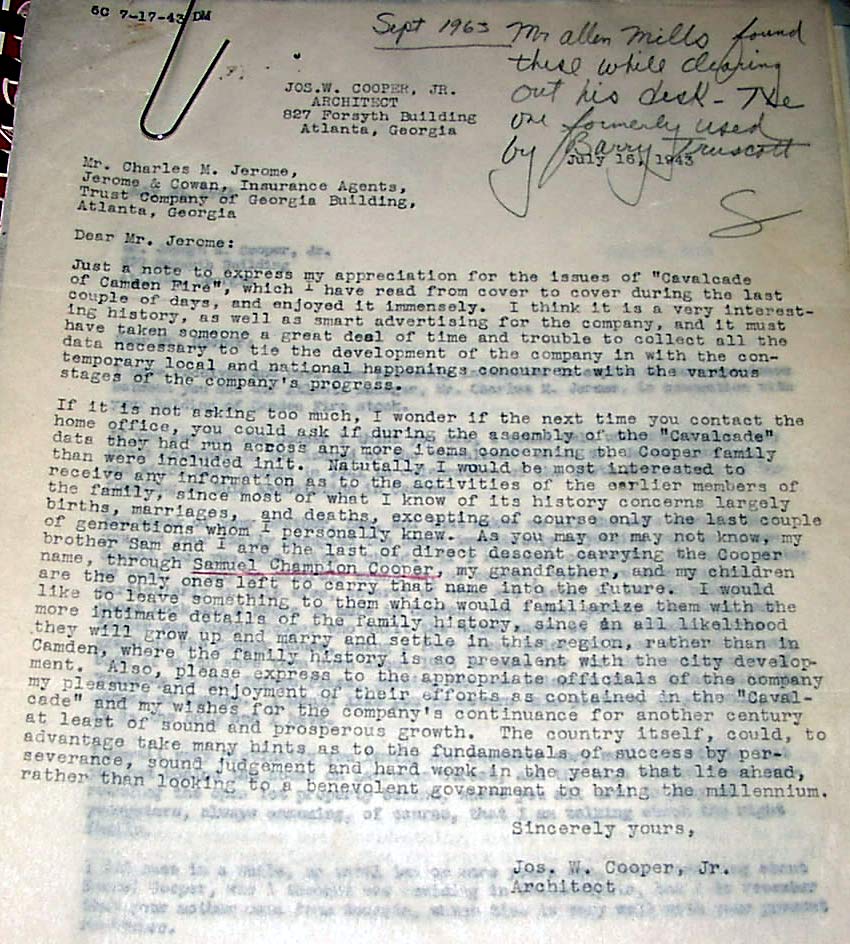 6C 7-17-43 DM
Sept 1963 Mr Allen Mills found
these while clearing
out his desk - The
one formerly used
by Barry Truscott
S
JOS.W. COOPER, JR.
ARCHITECT
827 Forsyth Building
Atlanta, Georgia
July 16, 1943
Mr. Charles M. Jerome,
Jerome & Cowan, Insurance Agents,
Trust Company of Georgia Building,
Atlanta, Georgia
Dear Mr. Jerome:
Just a note to express my appreciation for the issues of "Cavalcade
of Camden Fire", which I have read from cover to cover during the last
couple of days, and enjoyed it immensely. I think it is a very interest-
ing history, as well as smart advertising for the company, and it must
have taken someone a great deal of time and trouble to collect all the
data necessary to tie the development of the company in with the con-
temporary local and national happenings concurrent with the various
stages of the company's progress.
If it is not asking too much, I wonder if the next time you contact the
home office, you could ask if during the assembly of the "Cavalcade"
data they had run across any more items concerning the Cooper family
than were included init. Natutally I would be most interested to
receive any information as to the activities of the earlier members of
the family, since most of what I know of its history concerns largely
births, marriages, and deaths, excepting of course only the last couple
of generations whom I personally knew. As you may or may not know, my
brother Sam and I are the last of direct descent carrying the Cooper
name, through Samuel Champion Cooper, my grandfather, and my children
are the only ones left to carry that name into the future. I would
like to leave something to them which would familiarize them with the
more intimate details of the family history, since in all likelihood
they will grow up and marry and settle in this region, rather than in
Camden, where the family history is so prevalent with the city develop-
ment. Also, please express to the appropriate officials of the company
my pleasure and enjoyment of their efforts as contained in the "Caval-
cade" and my wishes for the company's continuance for another century
at least of sound and prosperous growth. The country itself, could, to
advantage take many hints as to the fundamentals of success by per-
severance, sound judgement and hard work in the years that lie ahead,
rather than looking to a benevolent government to bring the millennium.
Sincerely yours,
Jos. W. Cooper, Jr.
Architect